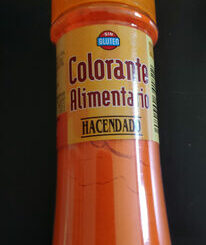 SIN
GLUTEN
Colorante
Alimentario
HACENDADO